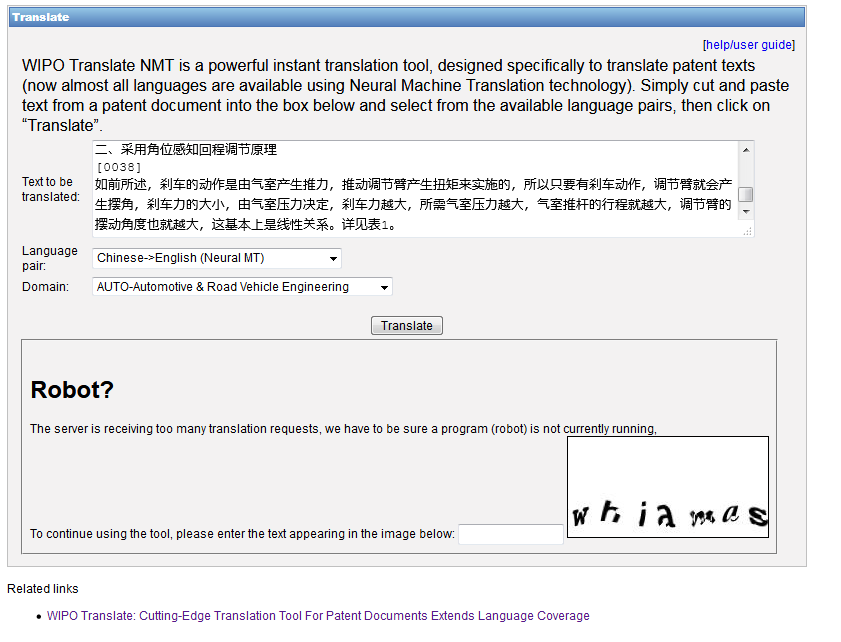 Translate
[help/user guide]
WIPO Translate NMT is a powerful instant translation tool, designed specifically to translate patent texts
(now almost all languages are available using Neural Machine Translation technology). Simply cut and paste
text from a patent document into the box below and select from the available language pairs, then click on
“Translate”.
Text to be
translated:
二、采用角位感知回程调节原理
[0038]
如前所述，刹车的动作是由气室产生推力，推动调节臂产生扭矩来实施的，所以只要有刹车动作，调节臂就会产
生摆角，刹车力的大小，由气室压力决定，刹车力越大，所需气室压力越大，气室推杆的行程就越大，调节臂的
摆动角度也就越大，这基本上是线性关系。详见表1。
Language
pair:
Chinese->English (Neural MT)
Domain:
AUTO-Automotive & Road Vehicle Engineering
Translate
Robot?
The server is receiving too many translation requests, we have to be sure a program (robot) is not currently running,
To continue using the tool, please enter the text appearing in the image below:
Related links
• WIPO Translate: Cutting-Edge Translation Tool For Patent Documents Extends Language Coverage